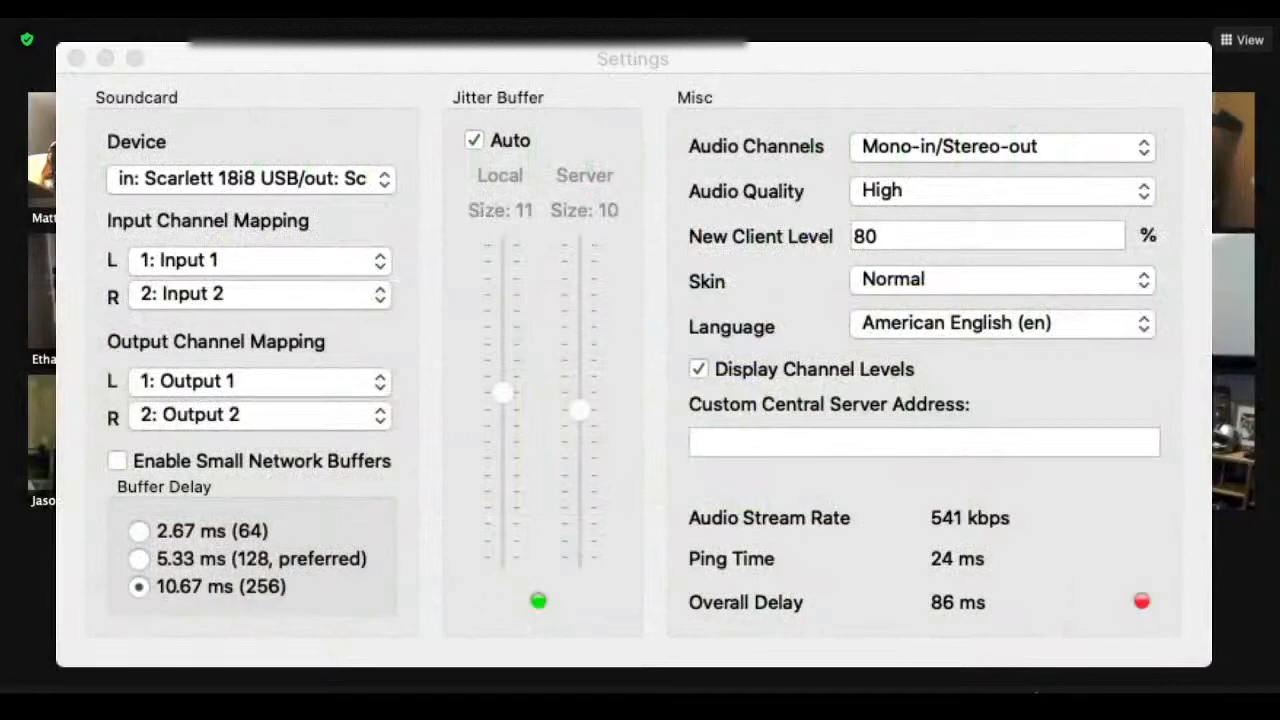 View
Settings
Soundcard
Device
in: Scarlett 18i8 USB/out: Sc
Input Channel Mapping
L 1: Input 1
R 2: Input 2
Output Channel Mapping
L 1: Output 1
R 2: Output 2
Enable Small Network Buffers
Buffer Delay
2.67 ms (64)
5.33 ms (128, preferred)
10.67 ms (256)
Jitter Buffer
Auto
Local Server
Size: 11 Size: 10
Misc
Audio Channels Mono-in/Stereo-out
Audio Quality High
New Client Level 80 %
Skin Normal
Language American English (en)
Display Channel Levels
Custom Central Server Address:
Audio Stream Rate 541 kbps
Ping Time 24 ms
Overall Delay 86 ms
Matt
Etha
Jaso